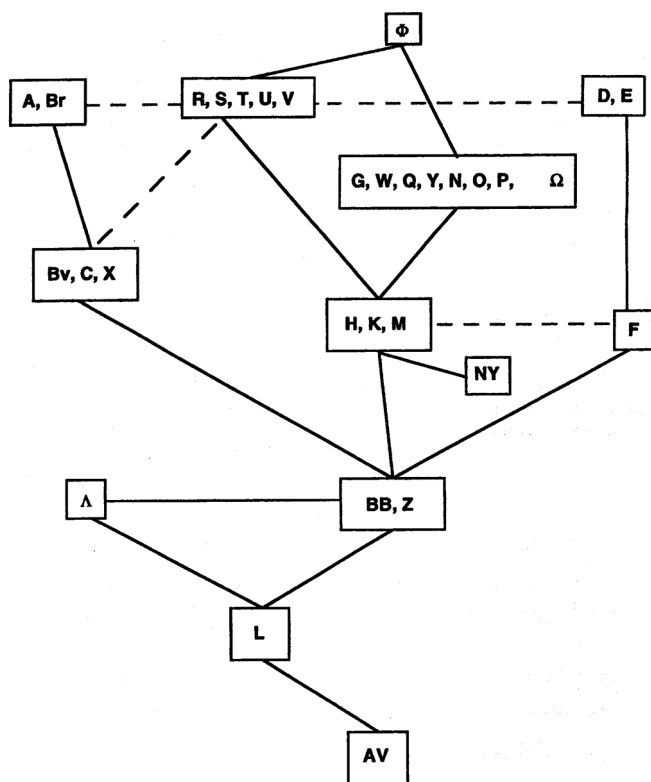 Φ
A, Br
R, S, T, U, V
D, E
G, W, Q, Y, N, O, P, Ω
Bv, C, X
H, K, M
F
NY
Λ
BB, Z
L
AV